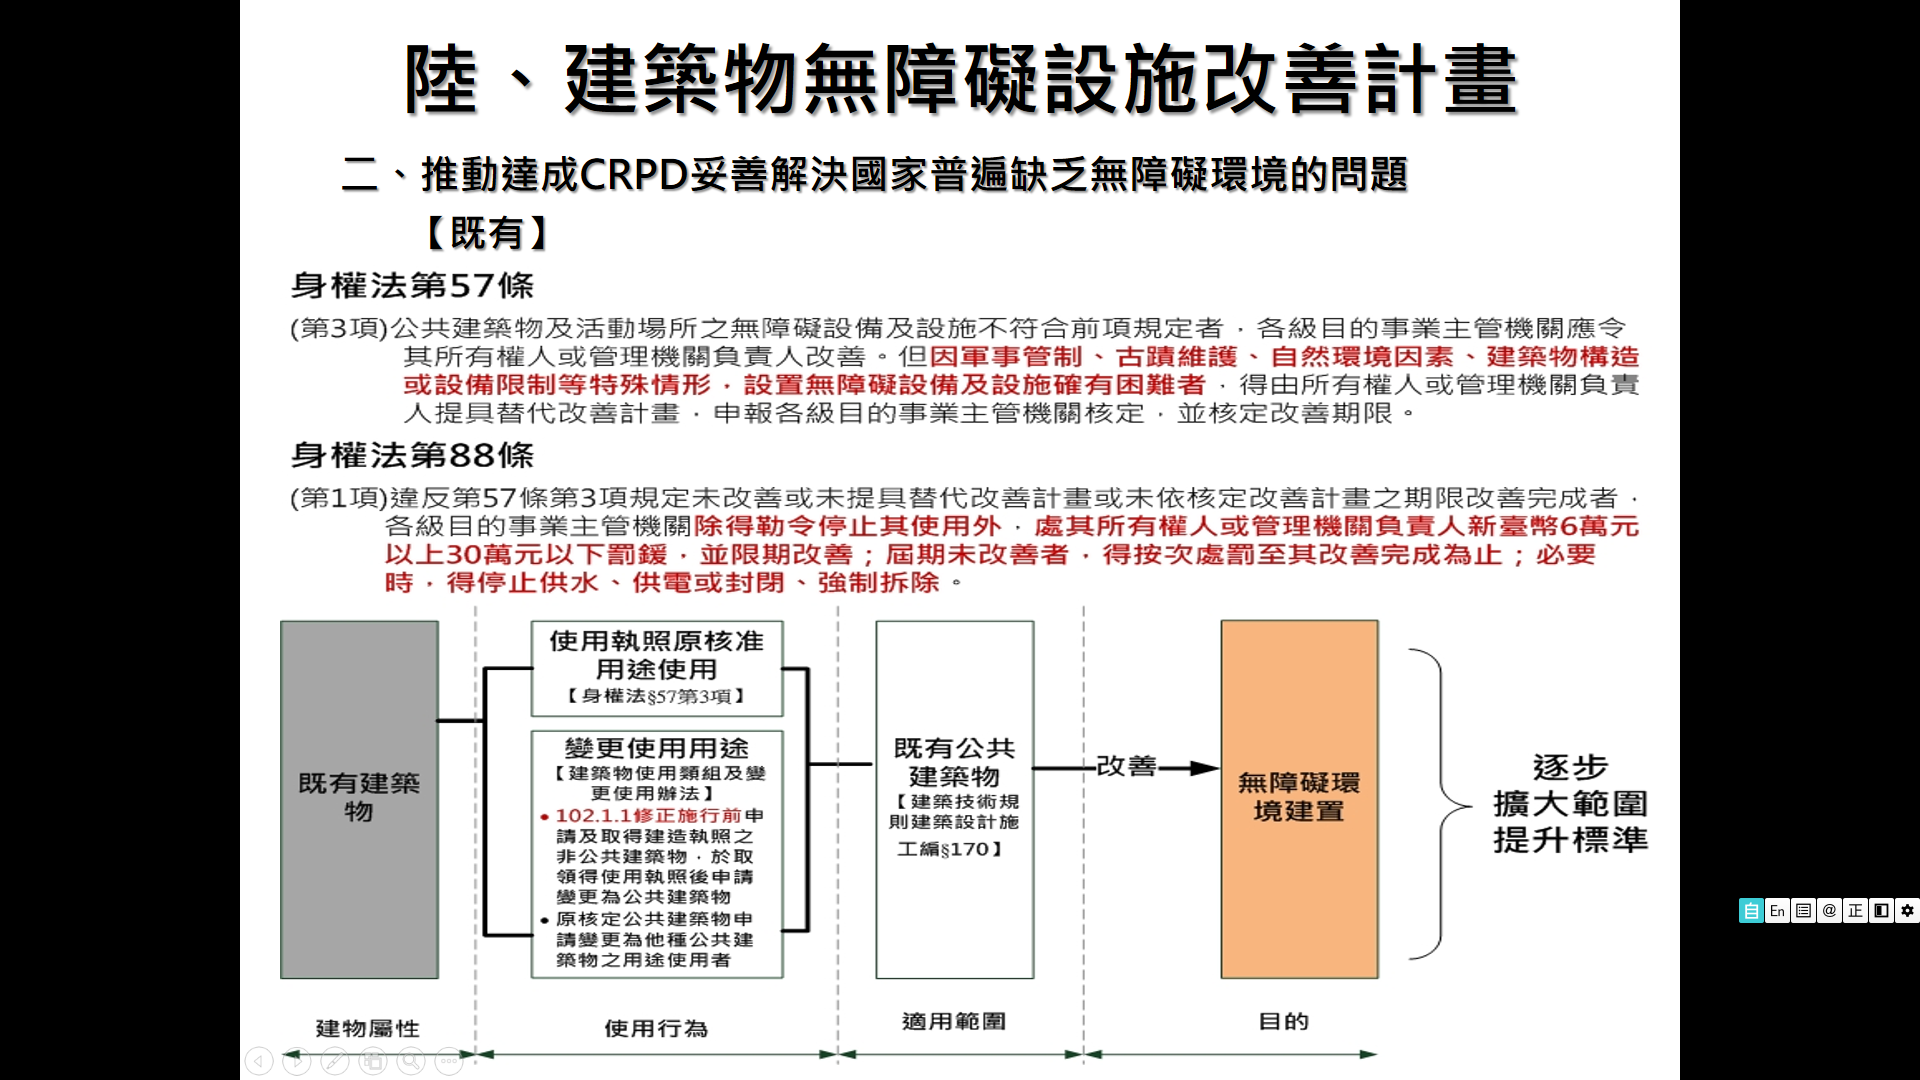 陸、建築物無障礙設施改善計畫
二、推動達成CRPD妥善解決國家普遍缺乏無障礙環境的問題
【既有】
身權法第57條
(第3項)公共建築物及活動場所之無障礙設備及設施不符合前項規定者，各級目的事業主管機關應令
其所有權人或管理機關負責人改善。但因軍事管制、古蹟維護、自然環境因素、建築物構造
或設備限制等特殊情形，設置無障礙設備及設施確有困難者，得由所有權人或管理機關負責
人提具替代改善計畫，申報各級目的事業主管機關核定，並核定改善期限。
身權法第88條
(第1項)違反第57條第3項規定未改善或未提具替代改善計畫或未依核定改善計畫之期限改善完成者，
各級目的事業主管機關除得勒令停止其使用外，處其所有權人或管理機關負責人新臺幣6萬元
以上30萬元以下罰鍰，並限期改善；屆期未改善者，得按次處罰至其改善完成為止；必要
時，得停止供水、供電或封閉、強制拆除。
既有建築
物
使用執照原核准
用途使用
【身權法§57第3項】
變更使用用途
【建築物使用類組及變
更使用辦法】
• 102.1.1修正施行前申
請及取得建造執照之
非公共建築物，於取
領得使用執照後申請
變更為公共建築物
• 原核定公共建築物申
請變更為他種公共建
築物之用途使用者
既有公共
建築物
【建築技術規
則建築設計施
工編§170】
改善
無障礙環
境建置
逐步
擴大範圍
提升標準
建物屬性
使用行為
適用範圍
目的
自 En @ 正